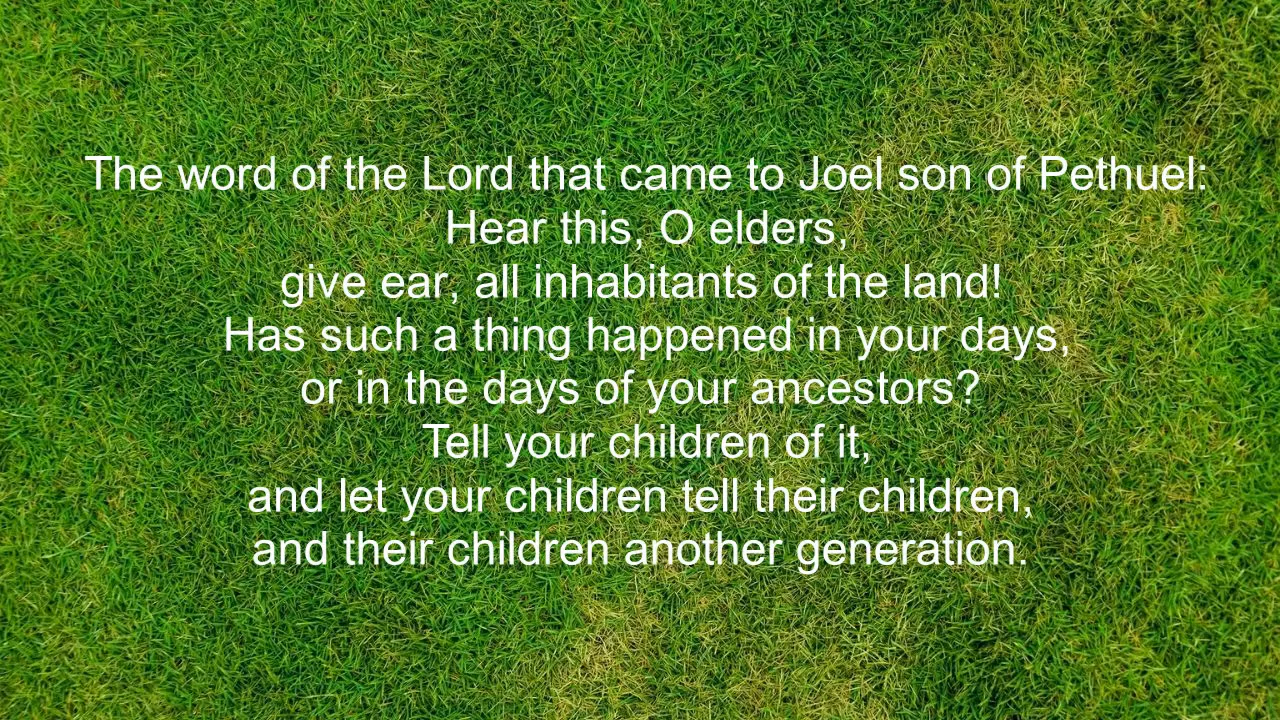 The word of the Lord that came to Joel son of Pethuel:
Hear this, O elders,
give ear, all inhabitants of the land!
Has such a thing happened in your days,
or in the days of your ancestors?
Tell your children of it,
and let your children tell their children,
and their children another generation.